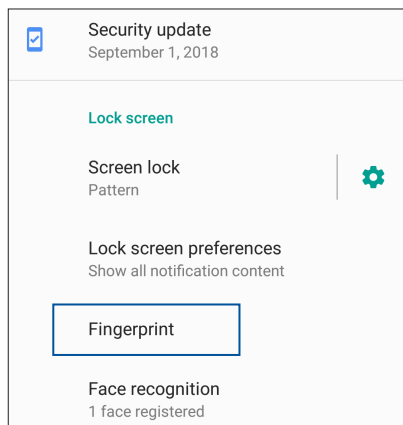 Security update
September 1, 2018
Lock screen
Screen lock
Pattern
Lock screen preferences
Show all notification content
Fingerprint
Face recognition
1 face registered